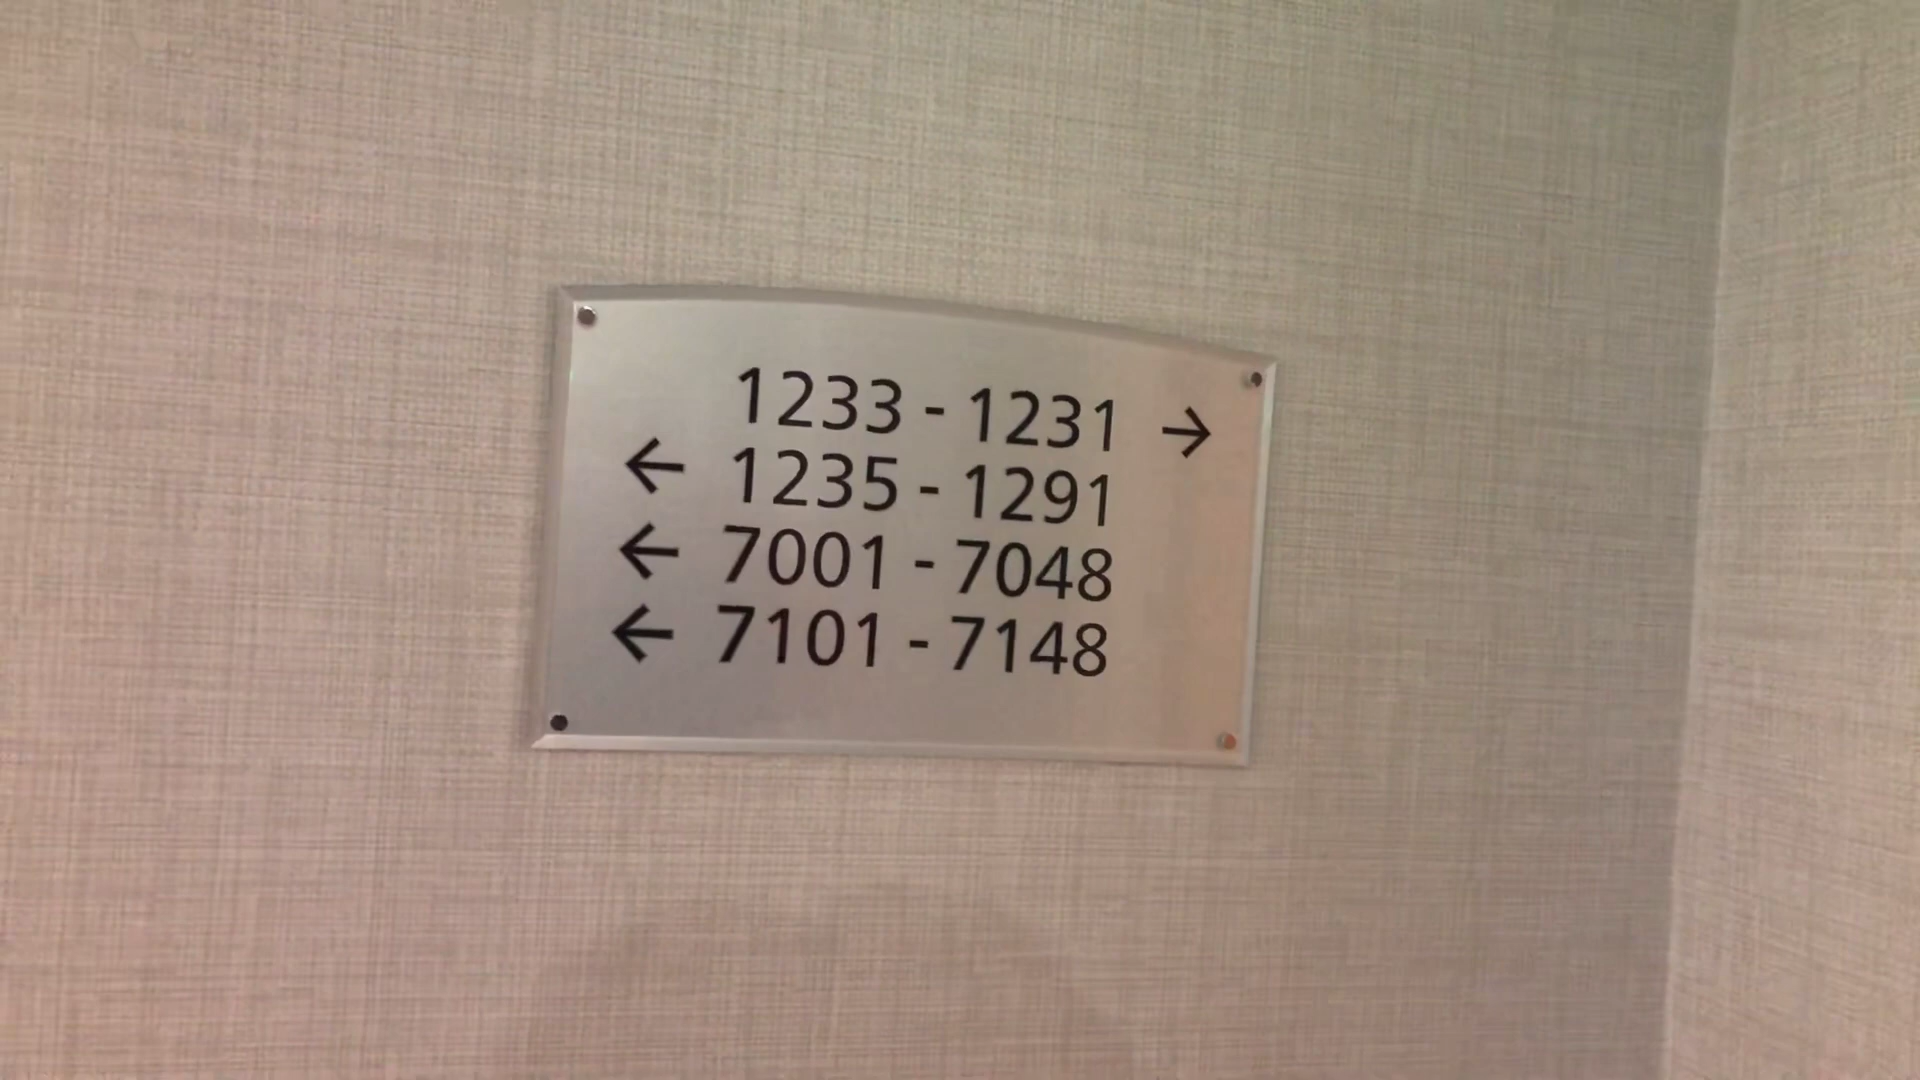 1233 - 1231 →
← 1235 - 1291
← 7001 - 7048
← 7101 - 7148